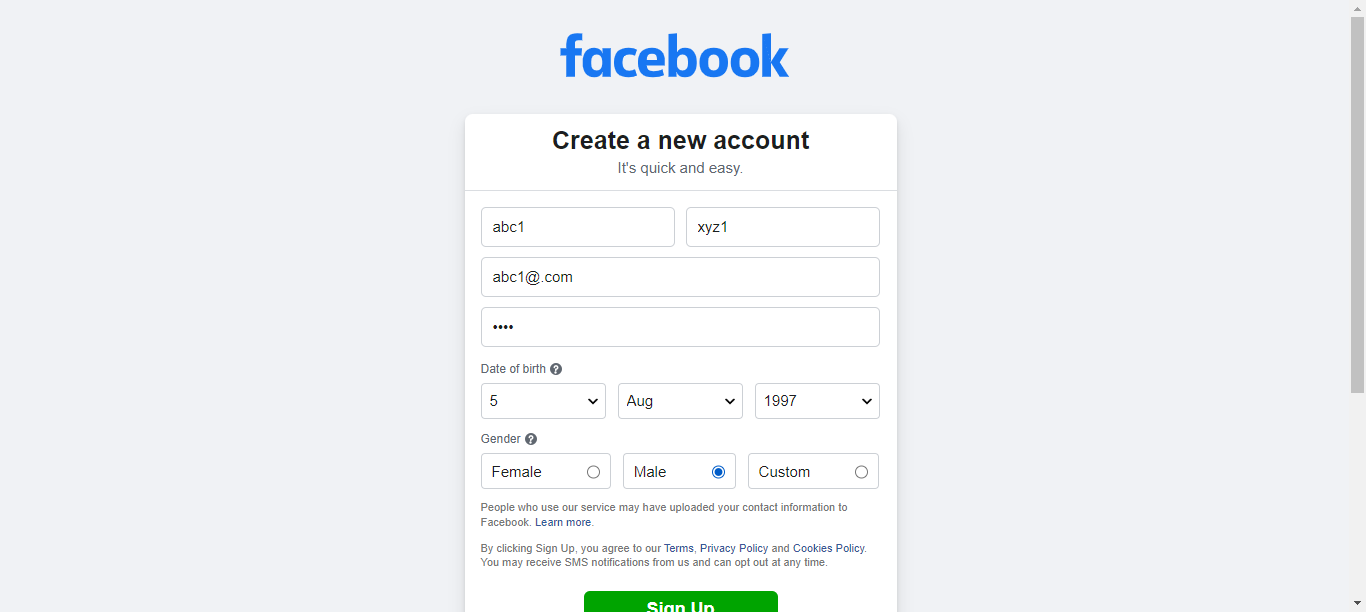 facebook
Create a new account
It's quick and easy.
abc1 xyz1
abc1@.com
••••
Date of birth ?
5 Aug 1997
Gender ?
Female Male Custom
People who use our service may have uploaded your contact information to
Facebook. Learn more.
By clicking Sign Up, you agree to our Terms, Privacy Policy and Cookies Policy.
You may receive SMS notifications from us and can opt out at any time.
Sign Up